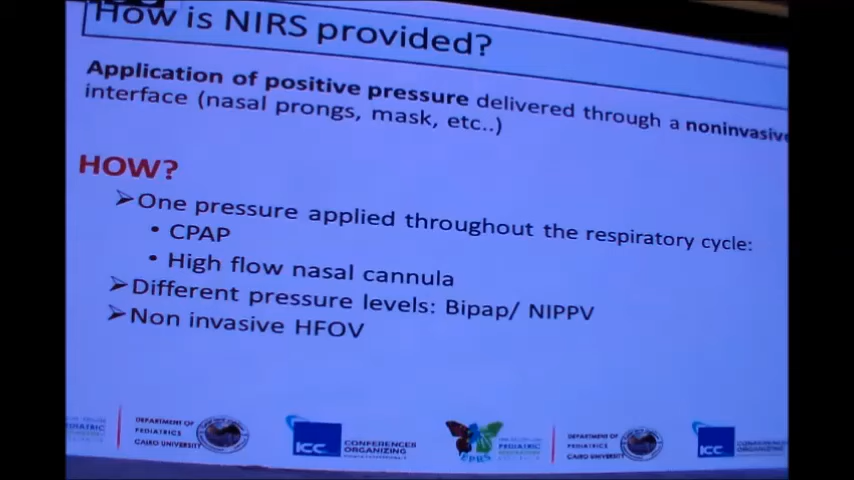 How is NIRS provided?
Application of positive pressure delivered through a noninvasive
interface (nasal prongs, mask, etc..)
HOW?
➢One pressure applied throughout the respiratory cycle:
• CPAP
• High flow nasal cannula
➢Different pressure levels: Bipap/ NIPPV
➢Non invasive HFOV
DEPARTMENT OF
PEDIATRICS
CAIRO UNIVERSITY
ICC
CONFERENCES
ORGANIZING
PEDIATRIC
DEPARTMENT OF
PEDIATRICS
CAIRO UNIVERSITY
ICC